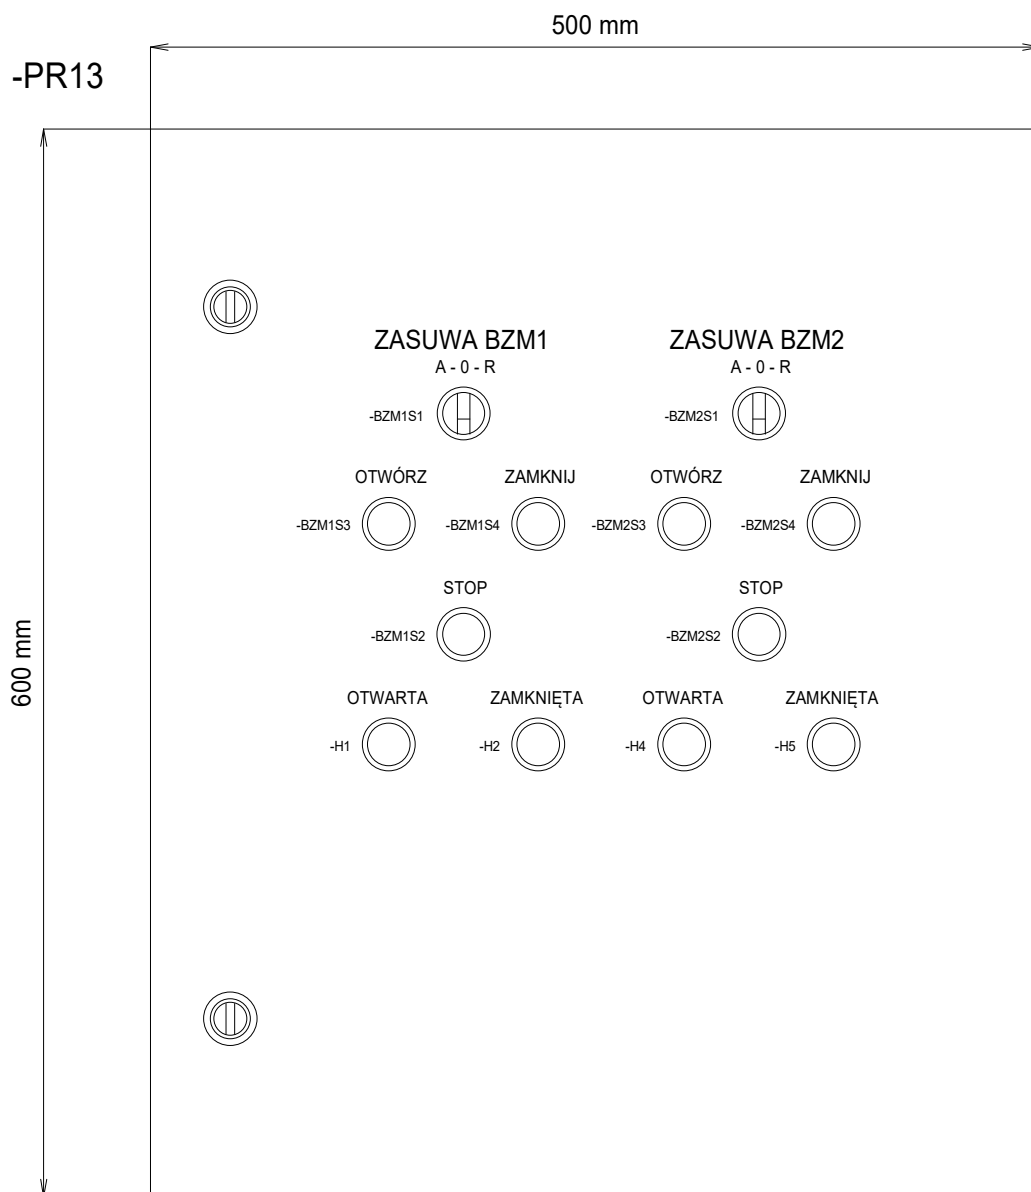 500 mm
-PR13
600 mm
ZASUWA BZM1 ZASUWA BZM2
A - 0 - R A - 0 - R
-BZM1S1 -BZM2S1
OTWÓRZ ZAMKNIJ OTWÓRZ ZAMKNIJ
-BZM1S3 -BZM1S4 -BZM2S3 -BZM2S4
STOP STOP
-BZM1S2 -BZM2S2
OTWARTA ZAMKNIĘTA OTWARTA ZAMKNIĘTA
-H1 -H2 -H4 -H5